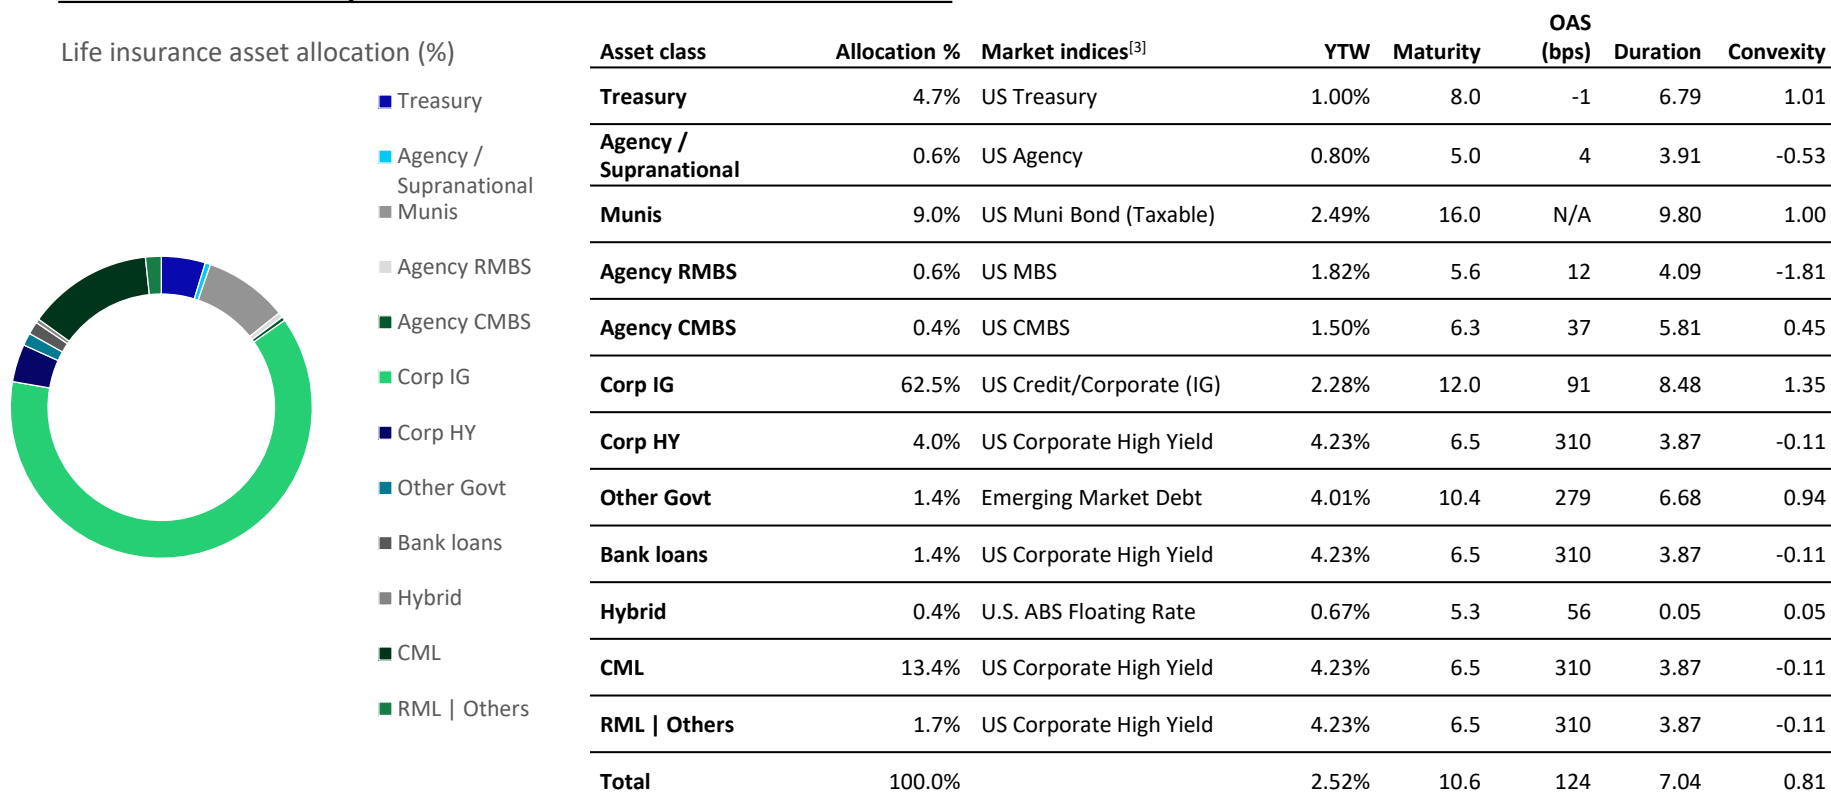 Life insurance asset allocation (%)
Treasury
Agency /
Supranational
Munis
Agency RMBS
Agency CMBS
Corp IG
Corp HY
Other Govt
Bank loans
Hybrid
CML
RML | Others
OAS
Asset class Allocation % Market indices[3] YTW Maturity (bps) Duration Convexity
Treasury 4.7% US Treasury 1.00% 8.0 -1 6.79 1.01
Agency /
Supranational 0.6% US Agency 0.80% 5.0 4 3.91 -0.53
Munis 9.0% US Muni Bond (Taxable) 2.49% 16.0 N/A 9.80 1.00
Agency RMBS 0.6% US MBS 1.82% 5.6 12 4.09 -1.81
Agency CMBS 0.4% US CMBS 1.50% 6.3 37 5.81 0.45
Corp IG 62.5% US Credit/Corporate (IG) 2.28% 12.0 91 8.48 1.35
Corp HY 4.0% US Corporate High Yield 4.23% 6.5 310 3.87 -0.11
Other Govt 1.4% Emerging Market Debt 4.01% 10.4 279 6.68 0.94
Bank loans 1.4% US Corporate High Yield 4.23% 6.5 310 3.87 -0.11
Hybrid 0.4% U.S. ABS Floating Rate 0.67% 5.3 56 0.05 0.05
CML 13.4% US Corporate High Yield 4.23% 6.5 310 3.87 -0.11
RML | Others 1.7% US Corporate High Yield 4.23% 6.5 310 3.87 -0.11
Total 100.0% 2.52% 10.6 124 7.04 0.81